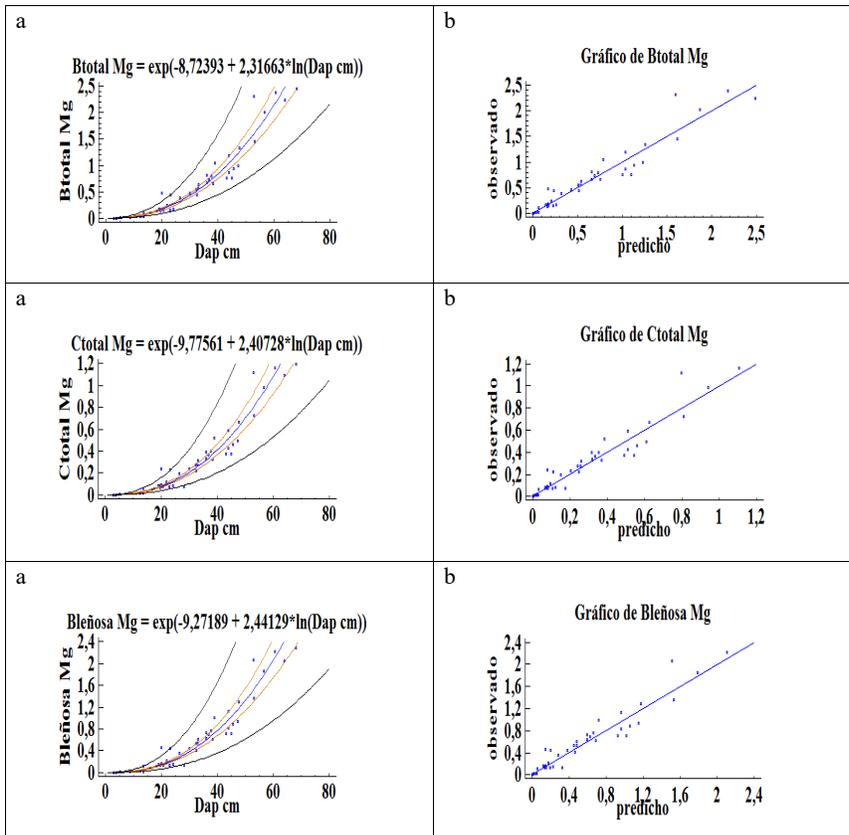 a
Btotal Mg = exp(-8,72393 + 2,31663*ln(Dap cm))
Btotal Mg
2,5
2
1,5
1
0,5
0
0 20 40 60 80
Dap cm
b
Gráfico de Btotal Mg
observado
2,5
2
1,5
1
0,5
0
0 0,5 1 1,5 2 2,5
predicho
a
Ctotal Mg = exp(-9,77561 + 2,40728*ln(Dap cm))
Ctotal Mg
1,2
1
0,8
0,6
0,4
0,2
0
0 20 40 60 80
Dap cm
b
Gráfico de Ctotal Mg
observado
1,2
1
0,8
0,6
0,4
0,2
0
0 0,2 0,4 0,6 0,8 1 1,2
predicho
a
Bleñosa Mg = exp(-9,27189 + 2,44129*ln(Dap cm))
Bleñosa Mg
2,4
2
1,6
1,2
0,8
0,4
0
0 20 40 60 80
Dap cm
b
Gráfico de Bleñosa Mg
observado
2,4
2
1,6
1,2
0,8
0,4
0
0 0,4 0,8 1,2 1,6 2 2,4
predicho